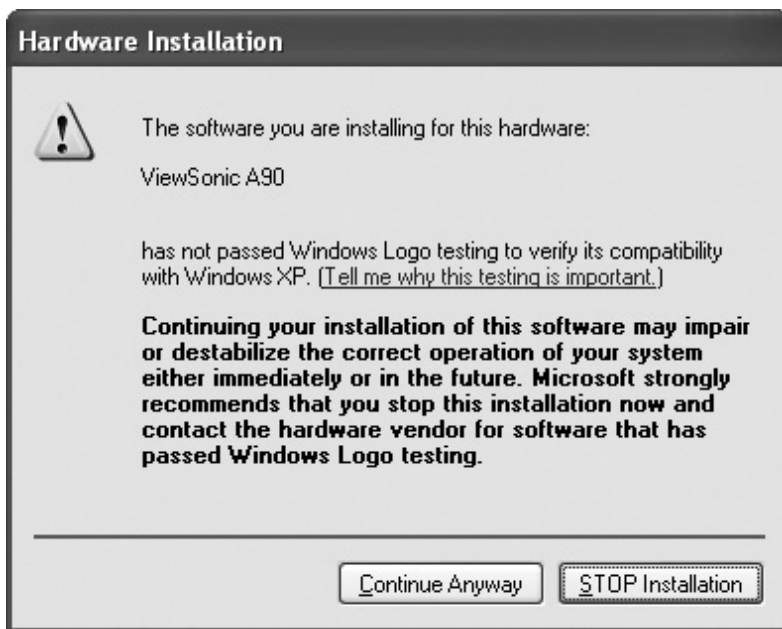 Hardware Installation
The software you are installing for this hardware:
ViewSonic A90
has not passed Windows Logo testing to verify its compatibility
with Windows XP. (Tell me why this testing is important.)
Continuing your installation of this software may impair
or destabilize the correct operation of your system
either immediately or in the future. Microsoft strongly
recommends that you stop this installation now and
contact the hardware vendor for software that has
passed Windows Logo testing.
Continue Anyway
STOP Installation